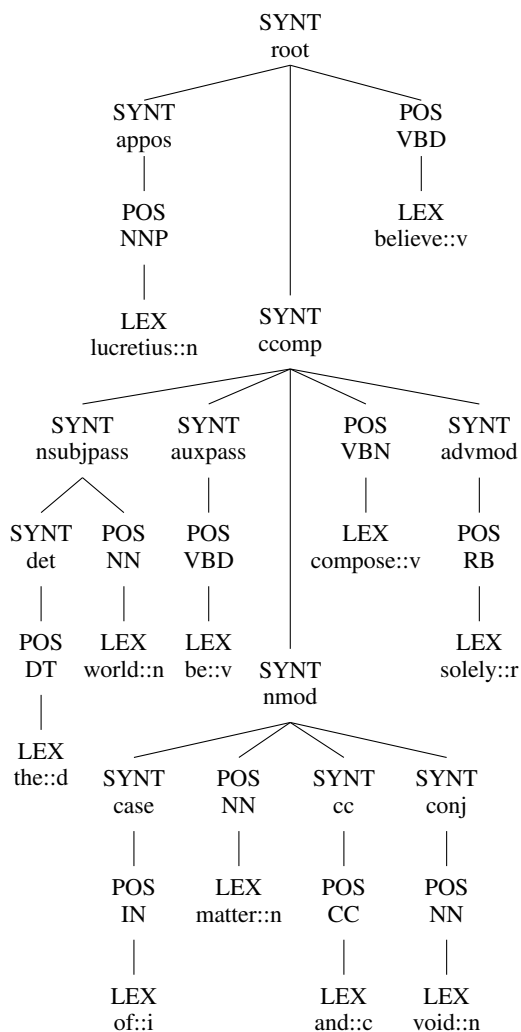 SYNT
root
SYNT
appos
POS
VBD
POS
NNP
LEX
believe::v
LEX
lucretius::n
SYNT
ccomp
SYNT
nsubjpass
SYNT
auxpass
POS
VBN
SYNT
advmod
SYNT
det
POS
NN
POS
VBD
LEX
compose::v
POS
RB
POS
DT
LEX
world::n
LEX
be::v
SYNT
nmod
LEX
solely::r
LEX
the::d
SYNT
case
POS
NN
SYNT
cc
SYNT
conj
POS
IN
LEX
matter::n
POS
CC
POS
NN
LEX
of::i
LEX
and::c
LEX
void::n